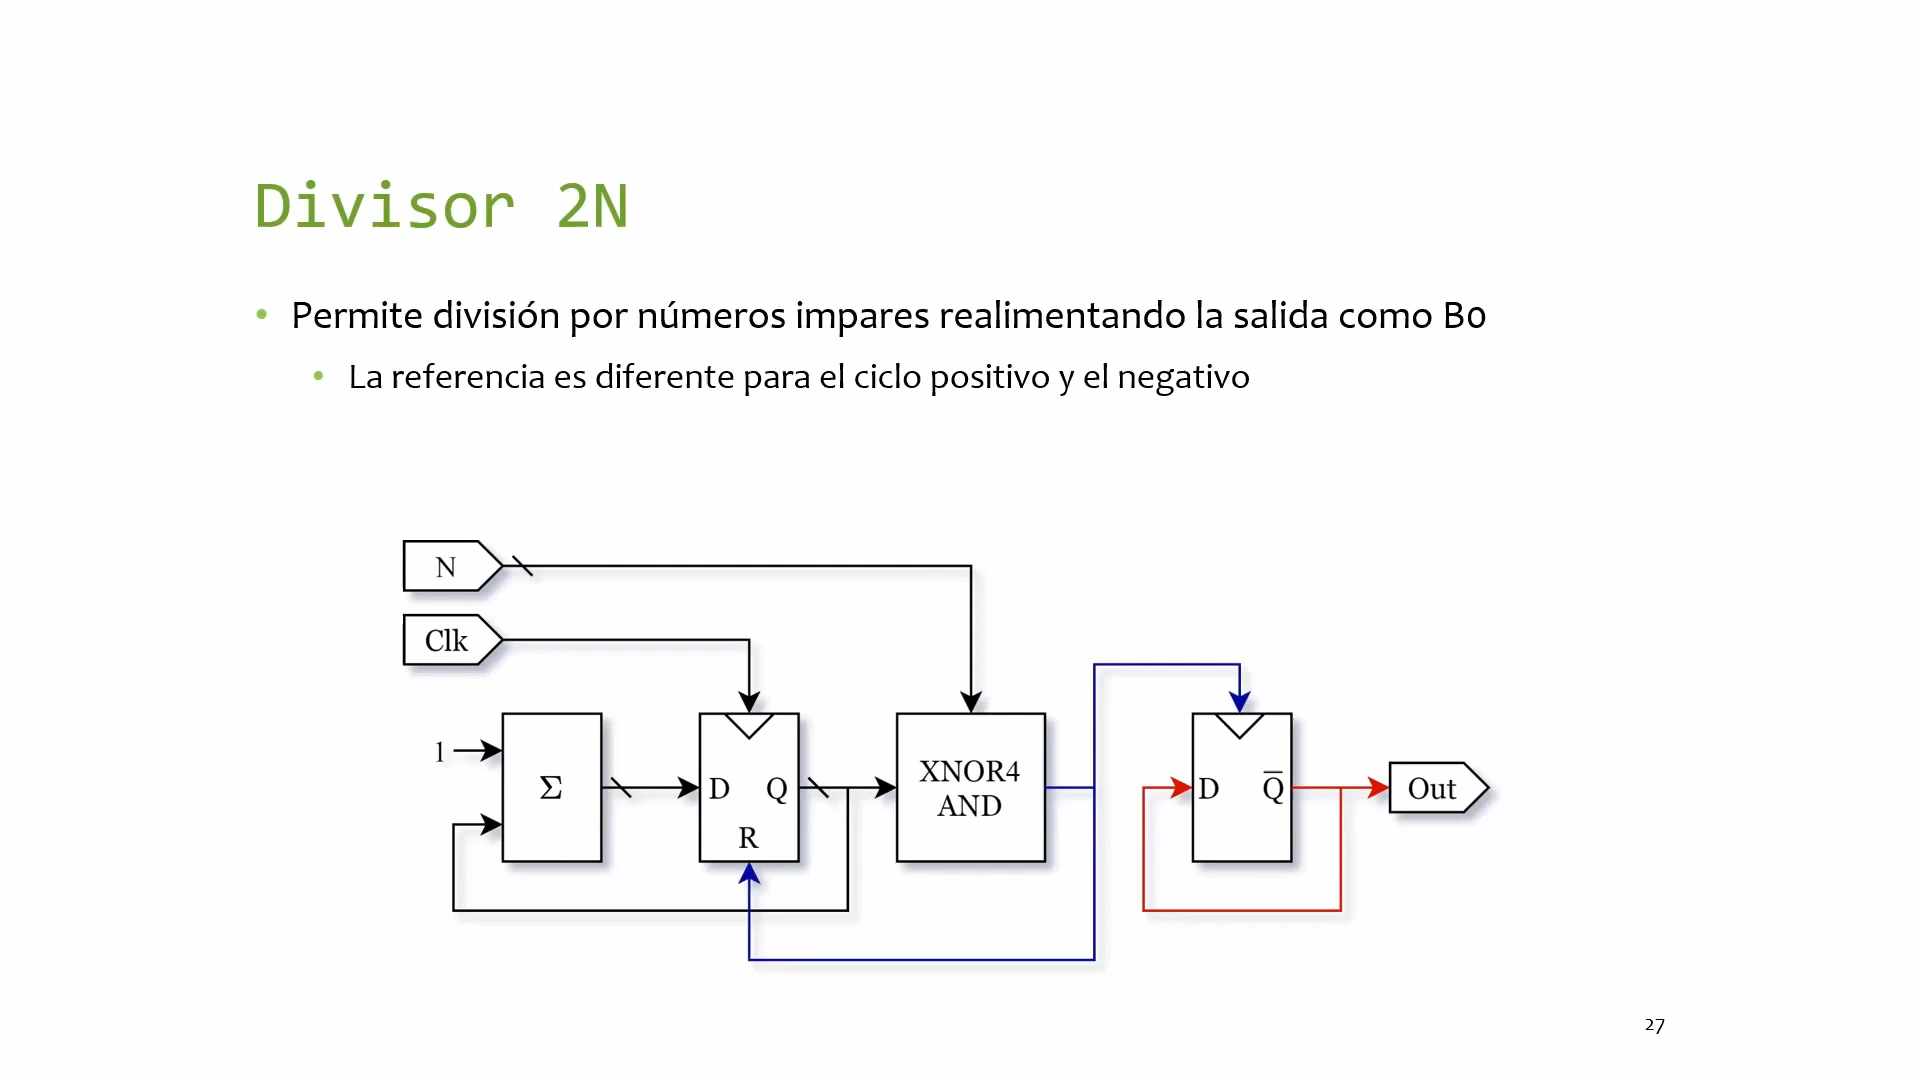 Divisor 2N
• Permite división por números impares realimentando la salida como B0
• La referencia es diferente para el ciclo positivo y el negativo
N
Clk
1
Σ
D Q
R
XNOR4
AND
D Q̅
Out
27